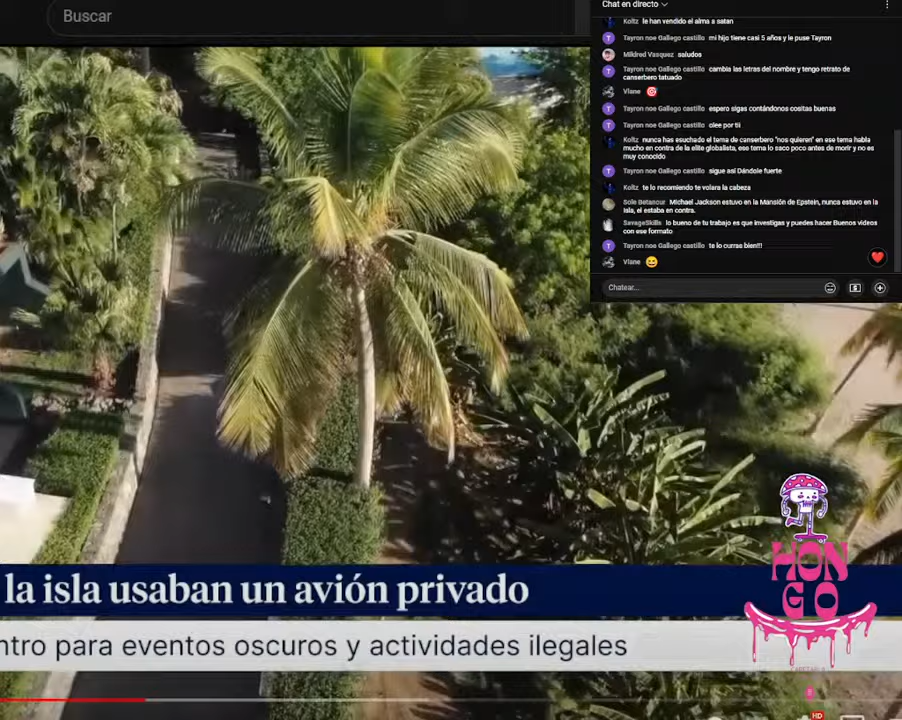 Buscar
Chat en directo
Koltz le han vendido el alma a satan
T Tayron noe Gallego castillo mi hijo tiene casi 5 años y le puse Tayron
Mildred Vasquez saludos
T Tayron noe Gallego castillo cambia las letras del nombre y tengo retrato de
canserbero tatuado
Viane
T Tayron noe Gallego castillo espero sigas contándonos cositas buenas
T Tayron noe Gallego castillo olee por tii
Koltz nunca has esuchado el tema de canserbero "nos quieren" en ese tema habla
mucho en contra de la elite globalista, ese tema lo saco poco antes de morir y no es
muy conocido
T Tayron noe Gallego castillo sigue así Dándole fuerte
Koltz te lo recomiendo te volara la cabeza
Sole Betancur Michael Jackson estuvo en la Mansión de Epstein, nunca estuvo en la
Isla, el estaba en contra.
SavageSkills lo bueno de tu trabajo es que investigas y puedes hacer Buenos videos
con ese formato
T Tayron noe Gallego castillo te lo curras bien!!!
Viane
Chatear...
la isla usaban un avión privado
ntro para eventos oscuros y actividades ilegales
HON
GO
HD